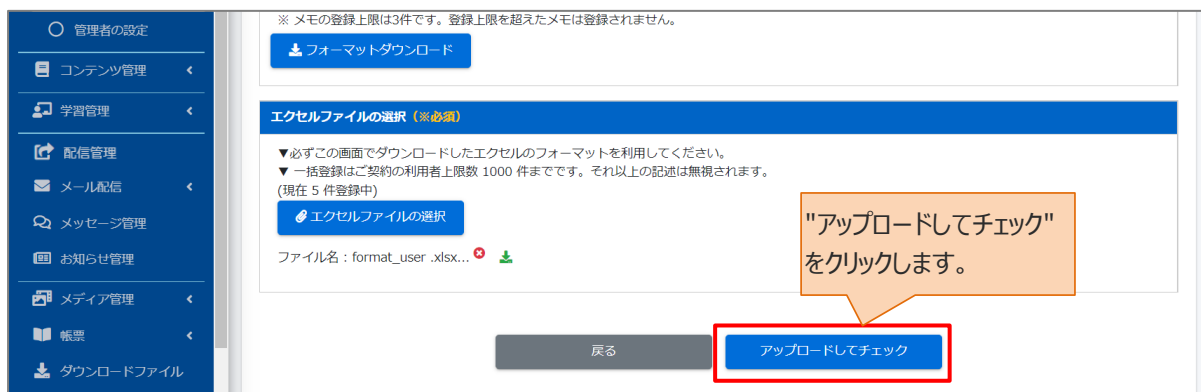 管理者の設定
コンテンツ管理
学習管理
配信管理
メール配信
メッセージ管理
お知らせ管理
メディア管理
帳票
ダウンロードファイル
※ メモの登録上限は3件です。登録上限を超えたメモは登録されません。
フォーマットダウンロード
エクセルファイルの選択（※必須）
▼必ずこの画面でダウンロードしたエクセルのフォーマットを利用してください。
▼ 一括登録はご契約の利用者上限数 1000 件までです。それ以上の記述は無視されます。
(現在 5 件登録中)
エクセルファイルの選択
ファイル名：format_user .xlsx...
"アップロードしてチェック"
をクリックします。
戻る
アップロードしてチェック